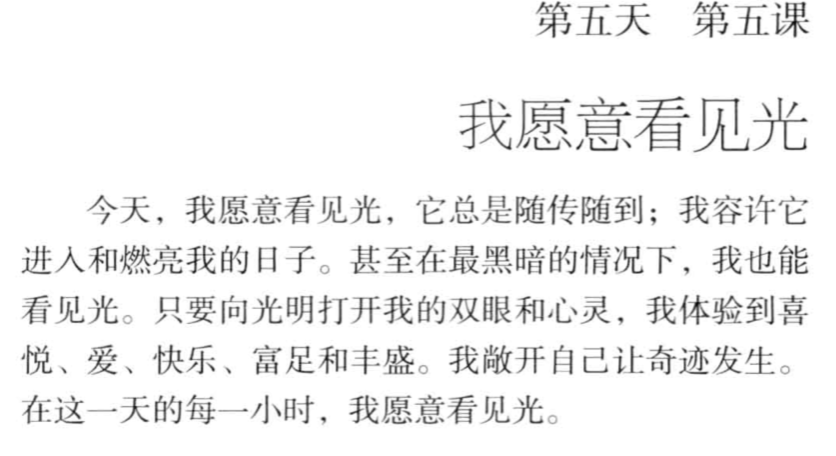 第五天 第五课
我愿意看见光
今天，我愿意看见光，它总是随传随到；我容许它
进入和燃亮我的日子。甚至在最黑暗的情况下，我也能
看见光。只要向光明打开我的双眼和心灵，我体验到喜
悦、爱、快乐、富足和丰盛。我敞开自己让奇迹发生。
在这一天的每一小时，我愿意看见光。